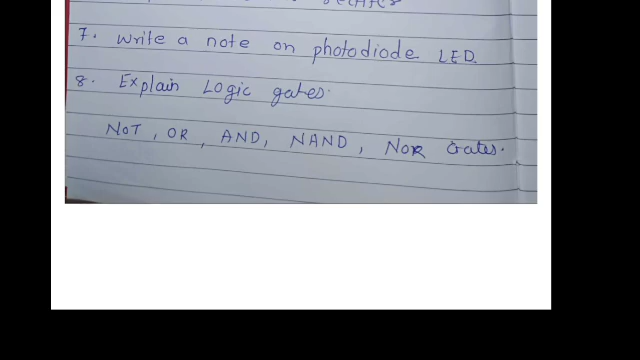 7. Write a note on photodiode LED.
8. Explain Logic gates.
NOT, OR, AND, NAND, NOR Gates.